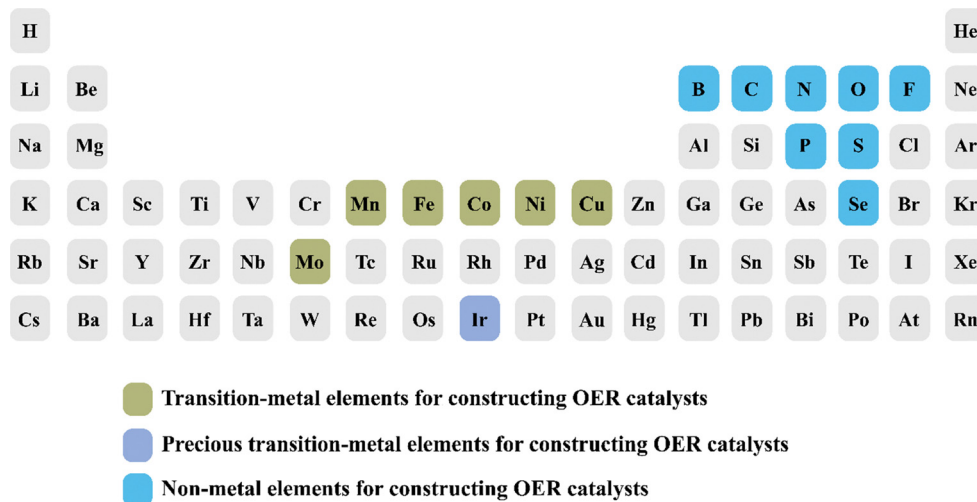 H He
Li Be B C N O F Ne
Na Mg Al Si P S Cl Ar
K Ca Sc Ti V Cr Mn Fe Co Ni Cu Zn Ga Ge As Se Br Kr
Rb Sr Y Zr Nb Mo Tc Ru Rh Pd Ag Cd In Sn Sb Te I Xe
Cs Ba La Hf Ta W Re Os Ir Pt Au Hg Tl Pb Bi Po At Rn
Transition-metal elements for constructing OER catalysts
Precious transition-metal elements for constructing OER catalysts
Non-metal elements for constructing OER catalysts